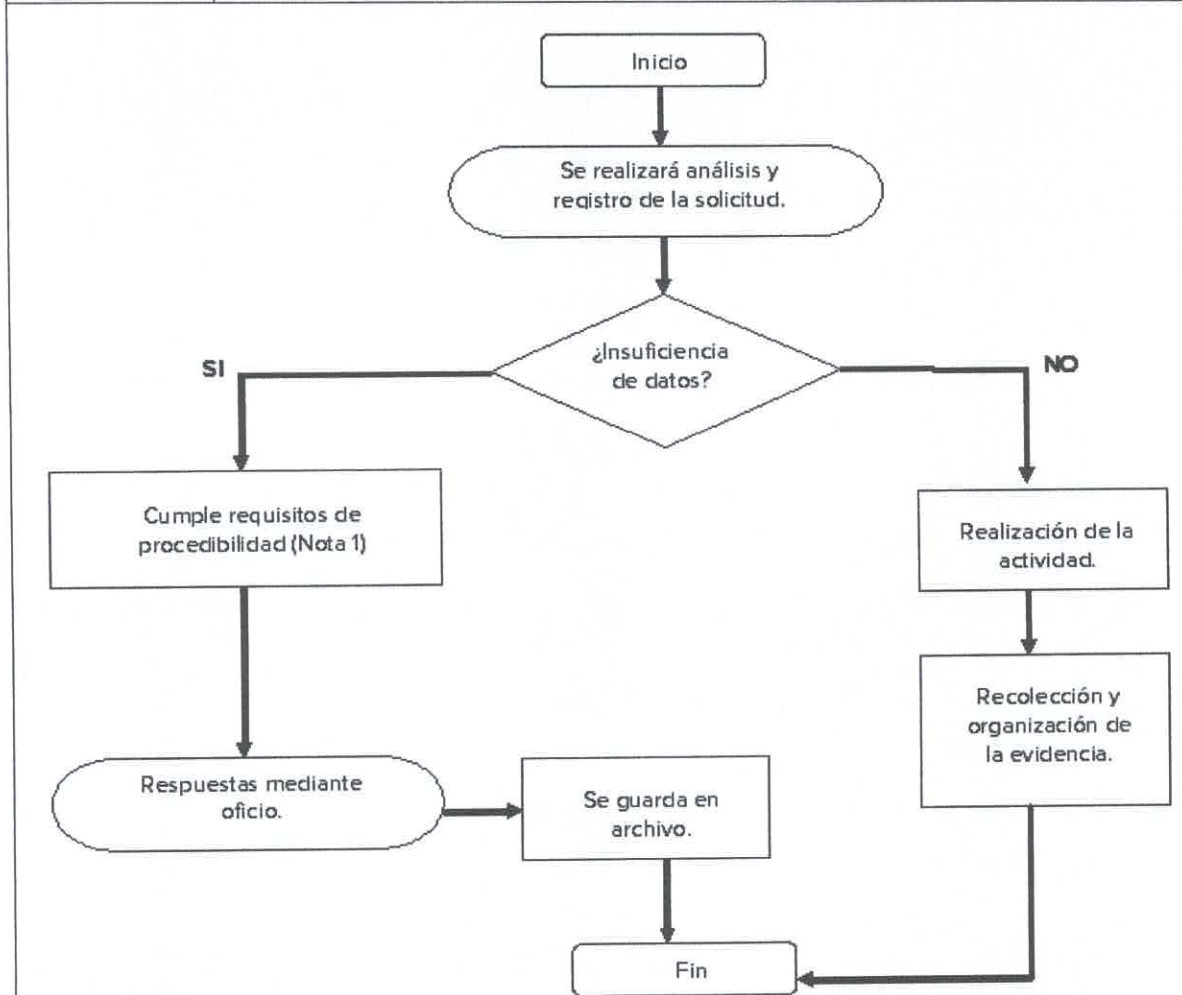 Inicio
Se realizará análisis y
registro de la solicitud.
¿Insuficiencia
de datos?
SI
NO
Cumple requisitos de
procedibilidad (Nota 1)
Realización de la
actividad.
Recolección y
organización de
la evidencia.
Respuestas mediante
oficio.
Se guarda en
archivo.
Fin